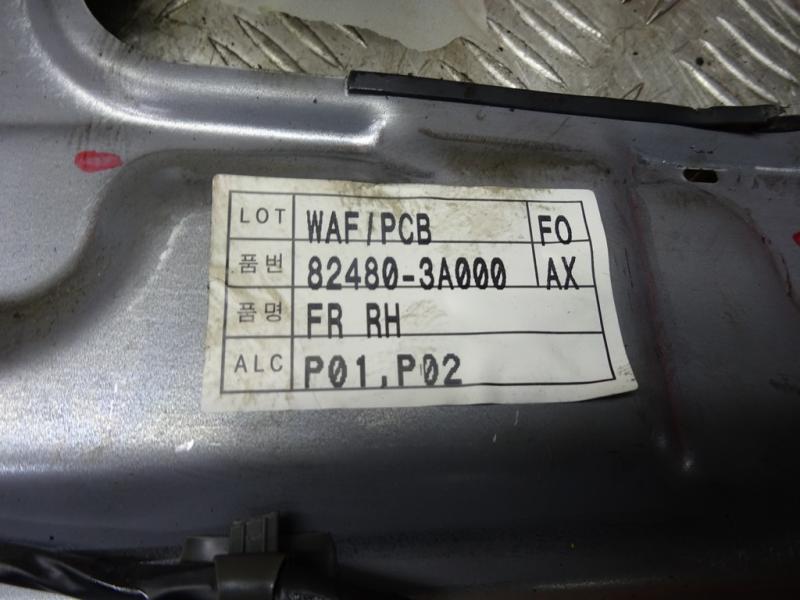 LOT WAF/PCB FO
품번 82480-3A000 AX
품명 FR RH
ALC P01,P02